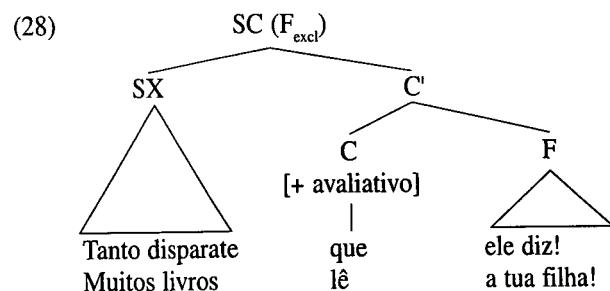 (28) SC (F_excl)
SX C'
C F
[+ avaliativo]
Tanto disparate que ele diz!
Muitos livros lê a tua filha!